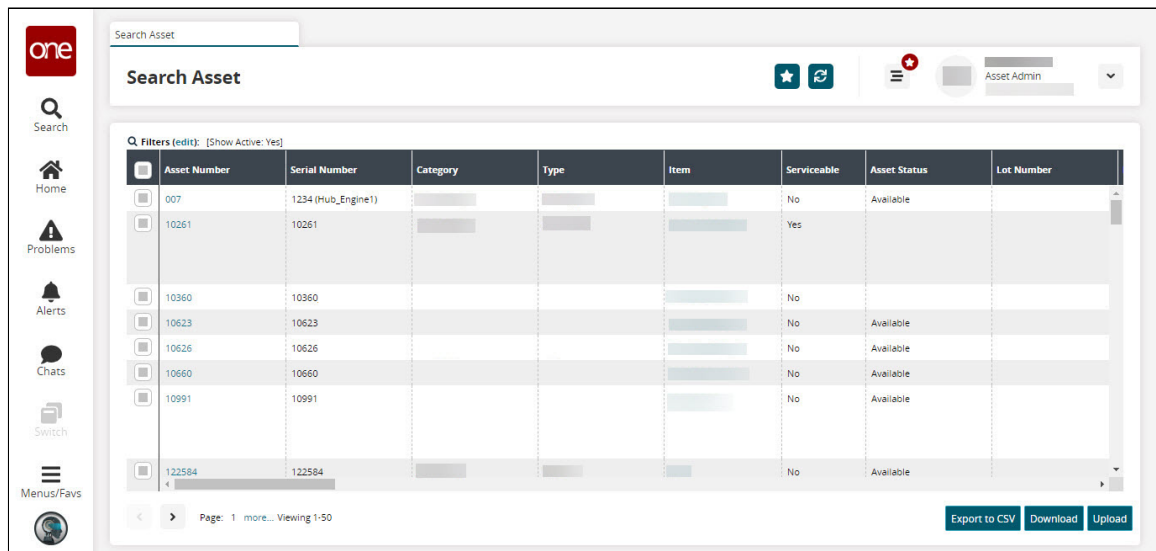 one
Search
Home
Problems
Alerts
Chats
Switch
Menus/Favs
Search Asset
Search Asset
Asset Admin
Filters (edit): [Show Active: Yes]
Asset Number Serial Number Category Type Item Serviceable Asset Status Lot Number
007 1234 (Hub_Engine1) No Available
10261 10261 Yes
10360 10360 No
10623 10623 No Available
10626 10626 No Available
10660 10660 No Available
10991 10991 No Available
122584 122584 No Available
Page: 1 more... Viewing 1-50
Export to CSV Download Upload